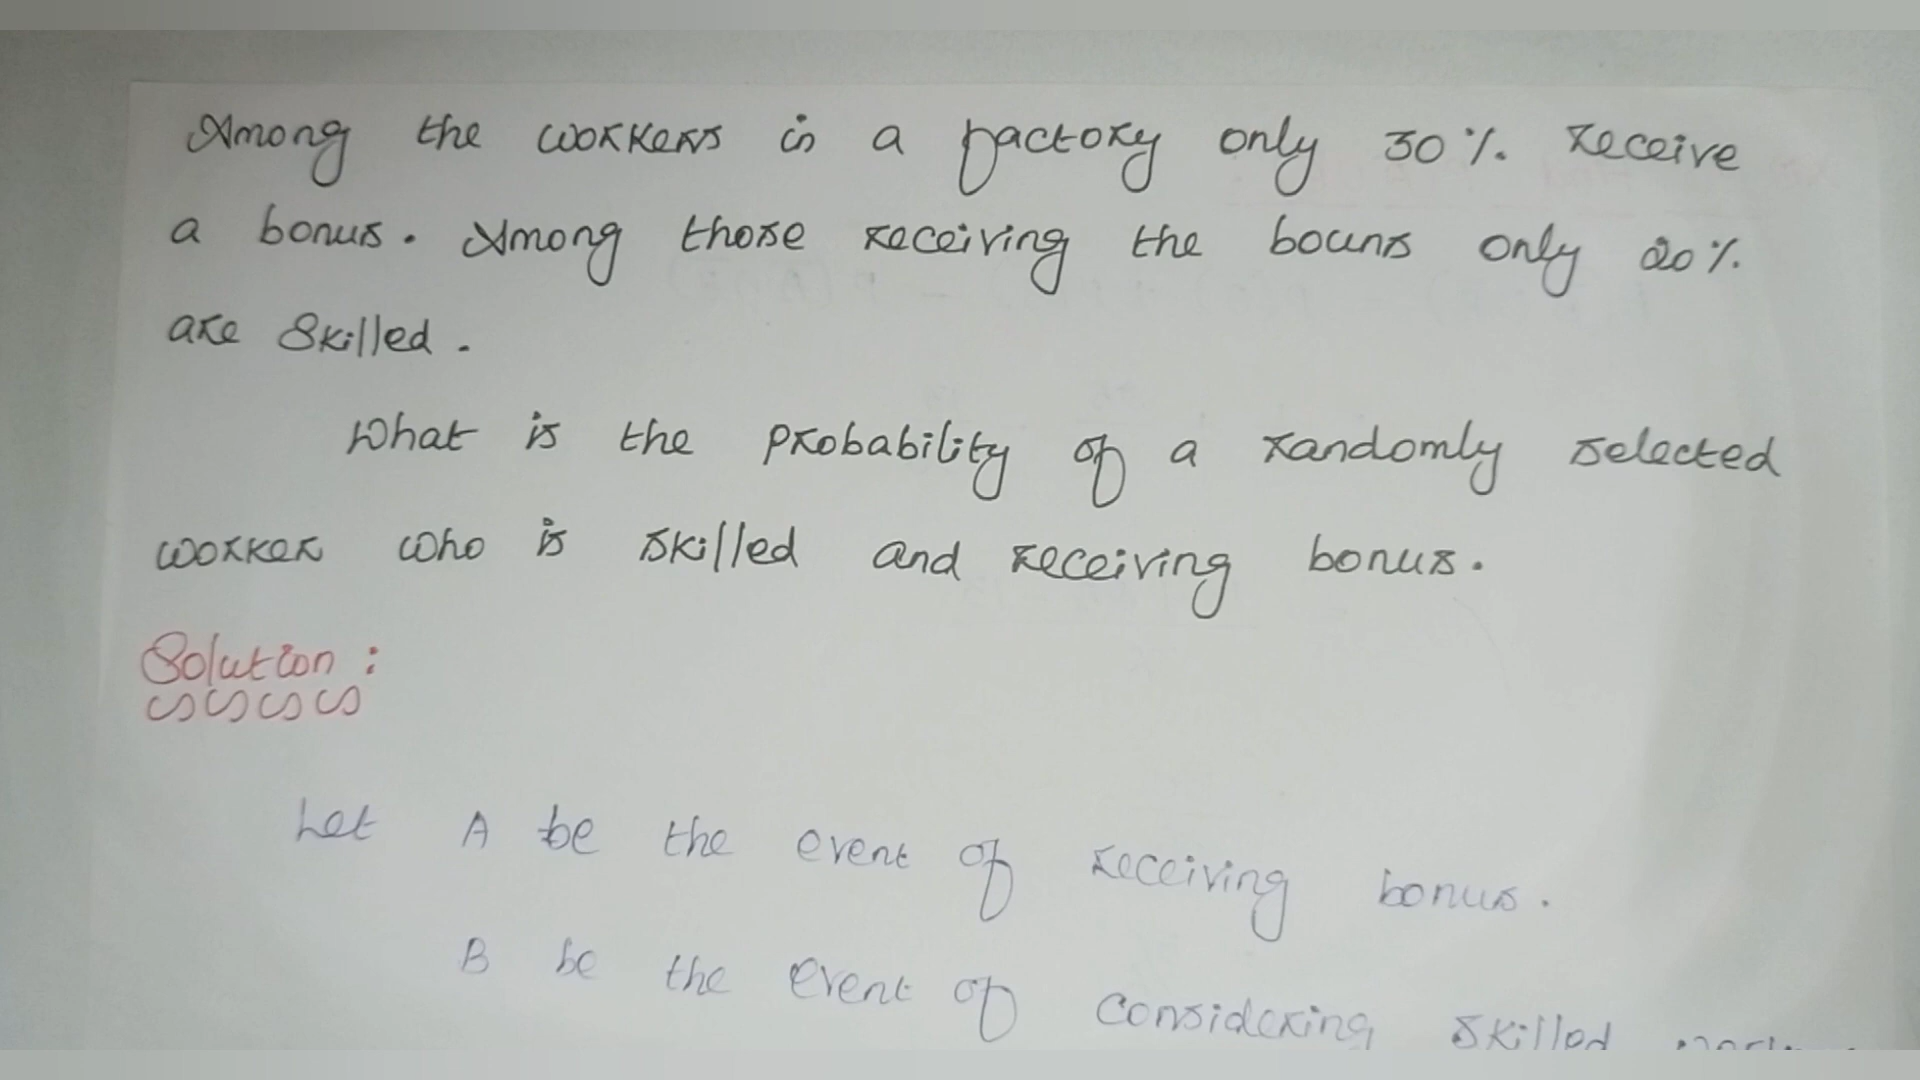 Among the workers in a factory only 30%. receive
a bonus. Among those receiving the bouns only 20%.
are Skilled.
What is the probability of a randomly selected
worker who is skilled and receiving bonus.
Solution:
Let A be the event of receiving bonus.
B be the event of considering skilled